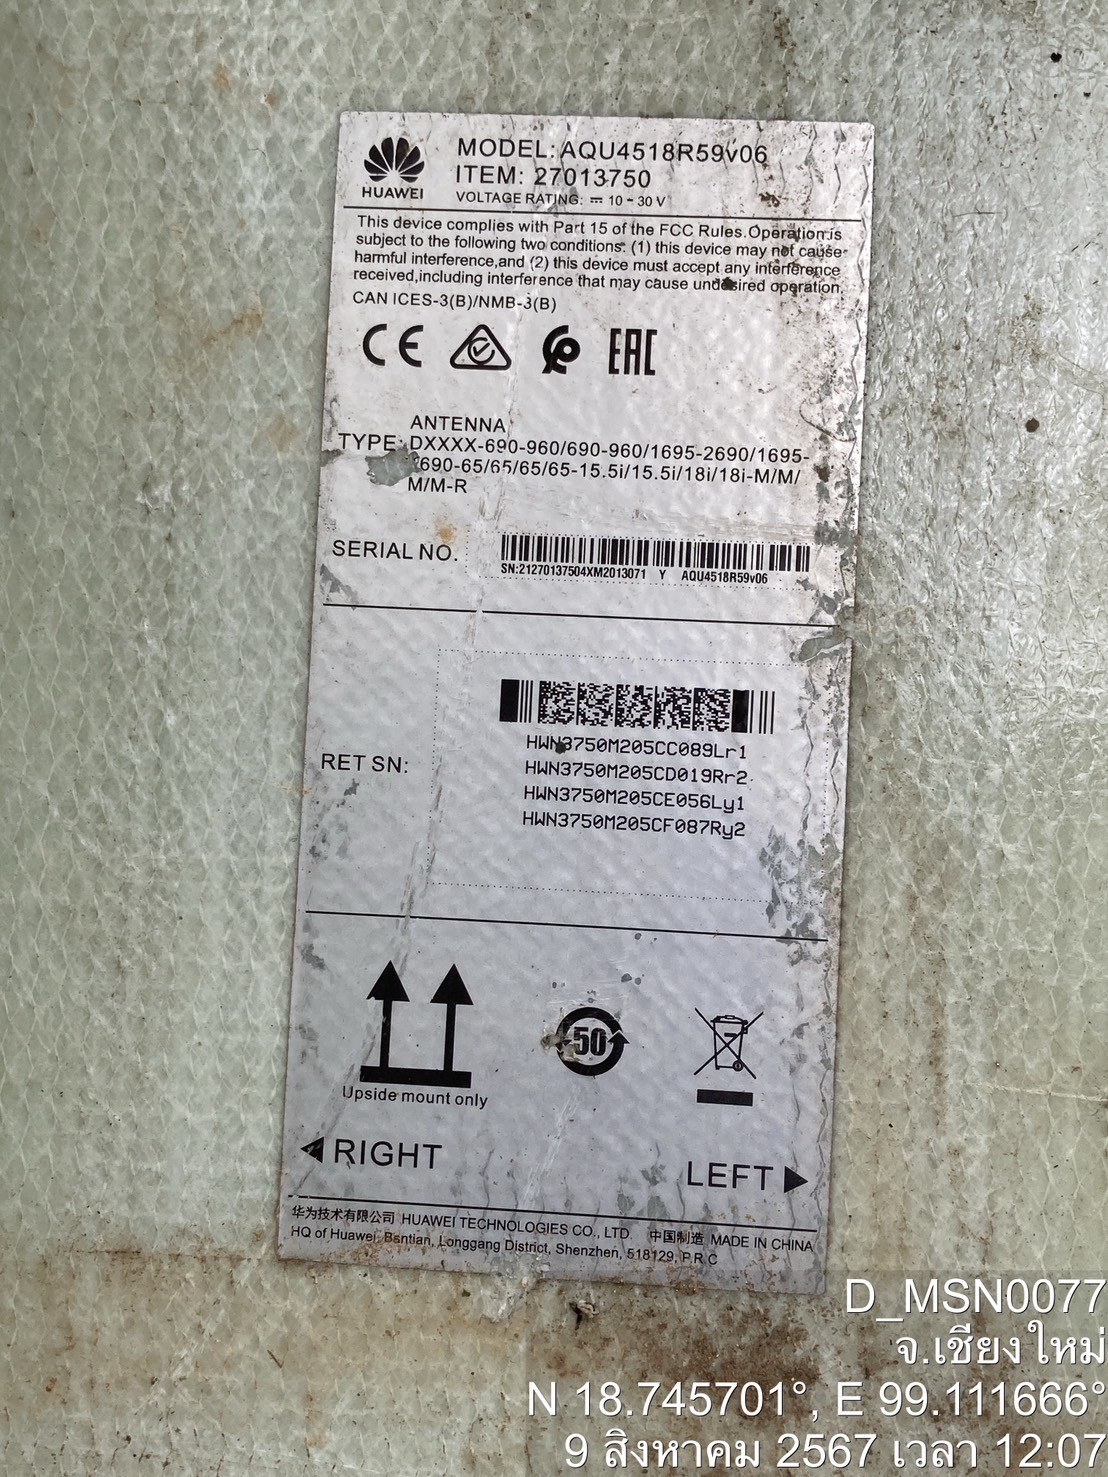 HUAWEI
MODEL: AQU4518R59v06
ITEM: 27013750
VOLTAGE RATING: ⎓ 10 - 30 V
This device complies with Part 15 of the FCC Rules.Operation is
subject to the following two conditions: (1) this device may not cause
harmful interference,and (2) this device must accept any interference
received,including interference that may cause undesired operation.
CAN ICES-3(B)/NMB-3(B)
CE
EAC
ANTENNA
TYPE: DXXXX-690-960/690-960/1695-2690/1695-
2690-65/65/65/65-15.5i/15.5i/18i/18i-M/M/
M/M-R
SERIAL NO.
SN:21270137504XM2013071 Y AQU4518R59v06
RET SN:
HWN3750M205CC089Lr1
HWN3750M205CD019Rr2
HWN3750M205CE056Ly1
HWN3750M205CF087Ry2
50
Upside mount only
RIGHT
LEFT
华为技术有限公司 HUAWEI TECHNOLOGIES CO., LTD. 中国制造 MADE IN CHINA
HQ of Huawei, Bantian, Longgang District, Shenzhen, 518129, P.R.C
D_MSN0077
จ.เชียงใหม่
N 18.745701°, E 99.111666°
9 สิงหาคม 2567 เวลา 12:07